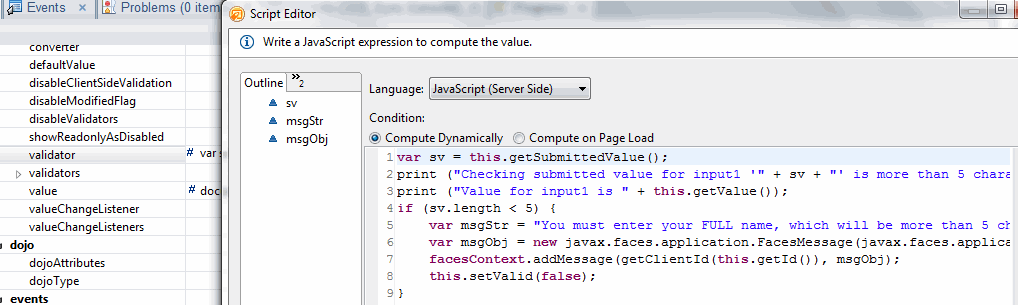 Events
Problems (0 item
converter
defaultValue
disableClientSideValidation
disableModifiedFlag
disableValidators
showReadonlyAsDisabled
validator # var s
validators
value # doc
valueChangeListener
valueChangeListeners
dojo
dojoAttributes
dojoType
events
Script Editor
Write a JavaScript expression to compute the value.
Outline »2
sv
msgStr
msgObj
Language: JavaScript (Server Side)
Condition:
Compute Dynamically Compute on Page Load
1 var sv = this.getSubmittedValue();
2 print ("Checking submitted value for input1 '" + sv + "' is more than 5 chara
3 print ("Value for input1 is " + this.getValue());
4 if (sv.length < 5) {
5 var msgStr = "You must enter your FULL name, which will be more than 5 ch
6 var msgObj = new javax.faces.application.FacesMessage(javax.faces.applica
7 facesContext.addMessage(getClientId(this.getId()), msgObj);
8 this.setValid(false);
9 }